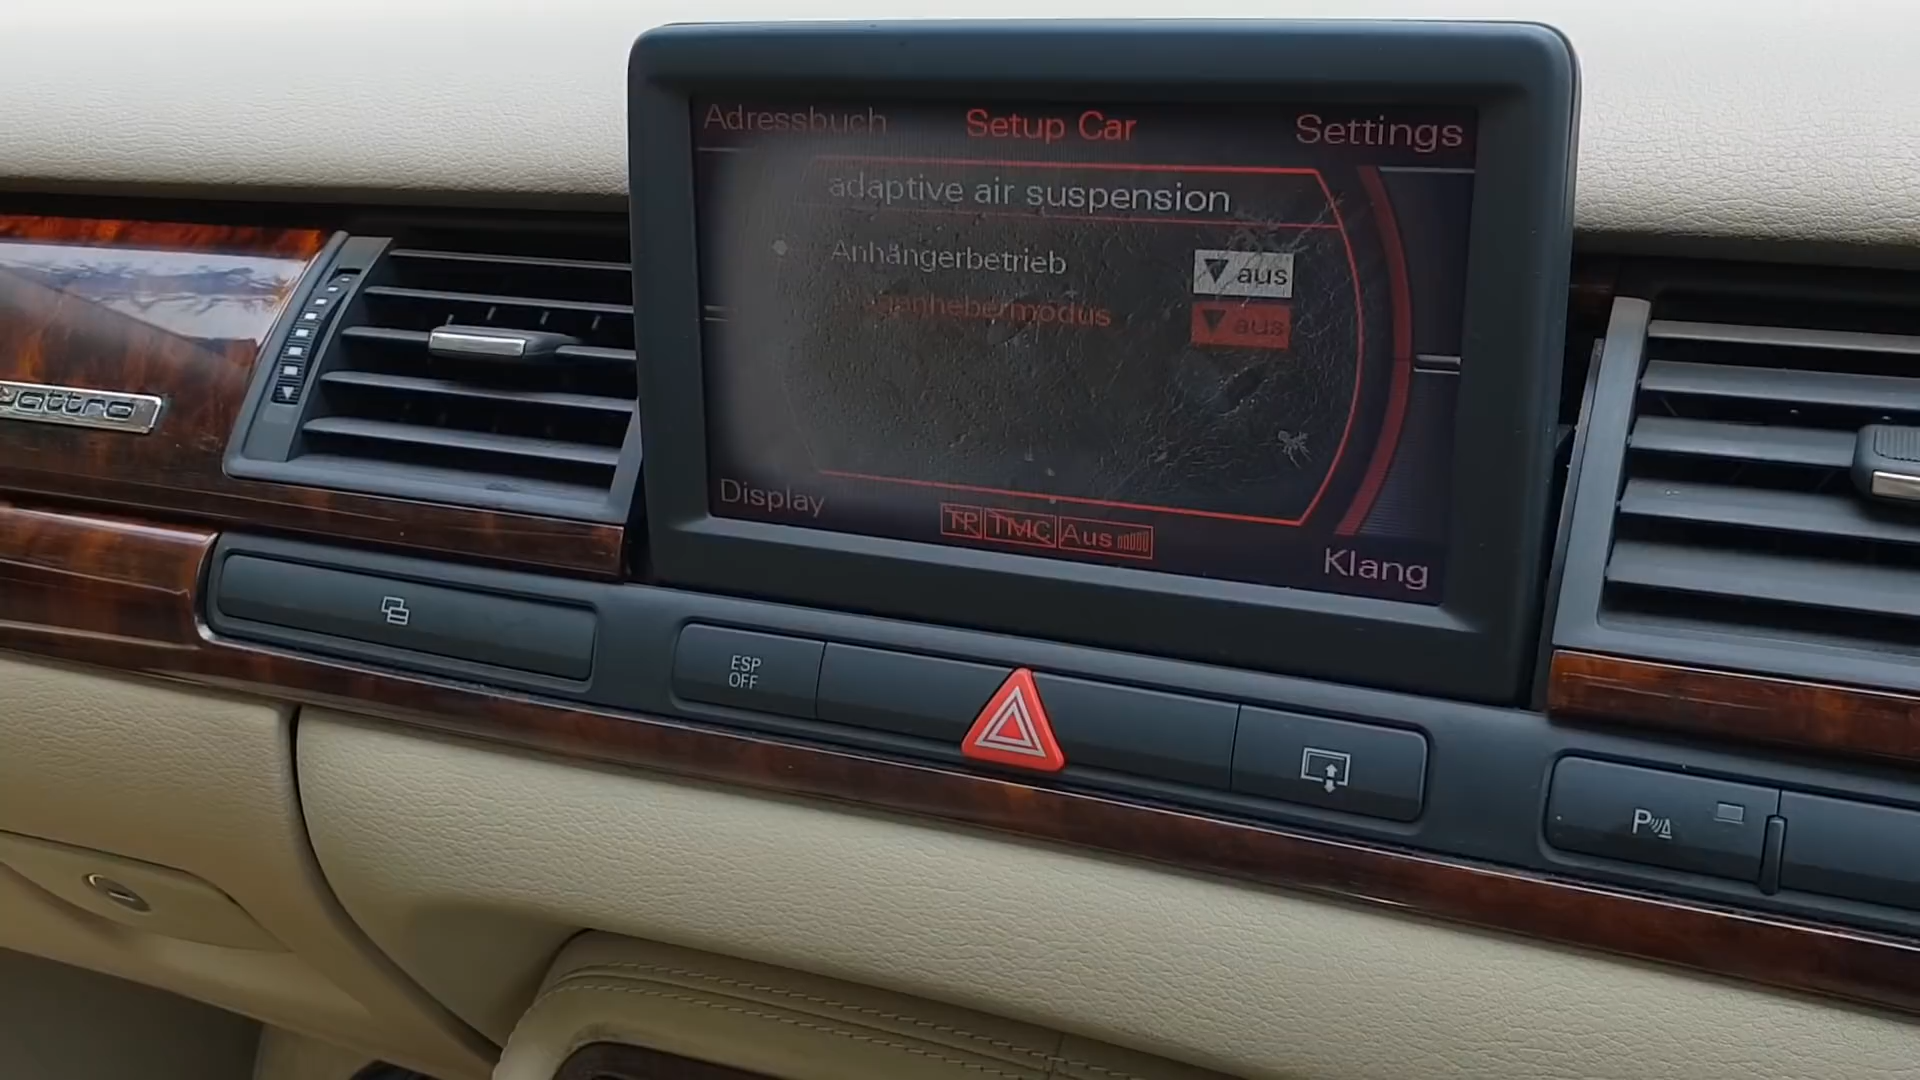 Adressbuch Setup Car Settings
adaptive air suspension
Anhängerbetrieb aus
aus
Display
TP TMC Aus
Klang
quattro
ESP
OFF
P